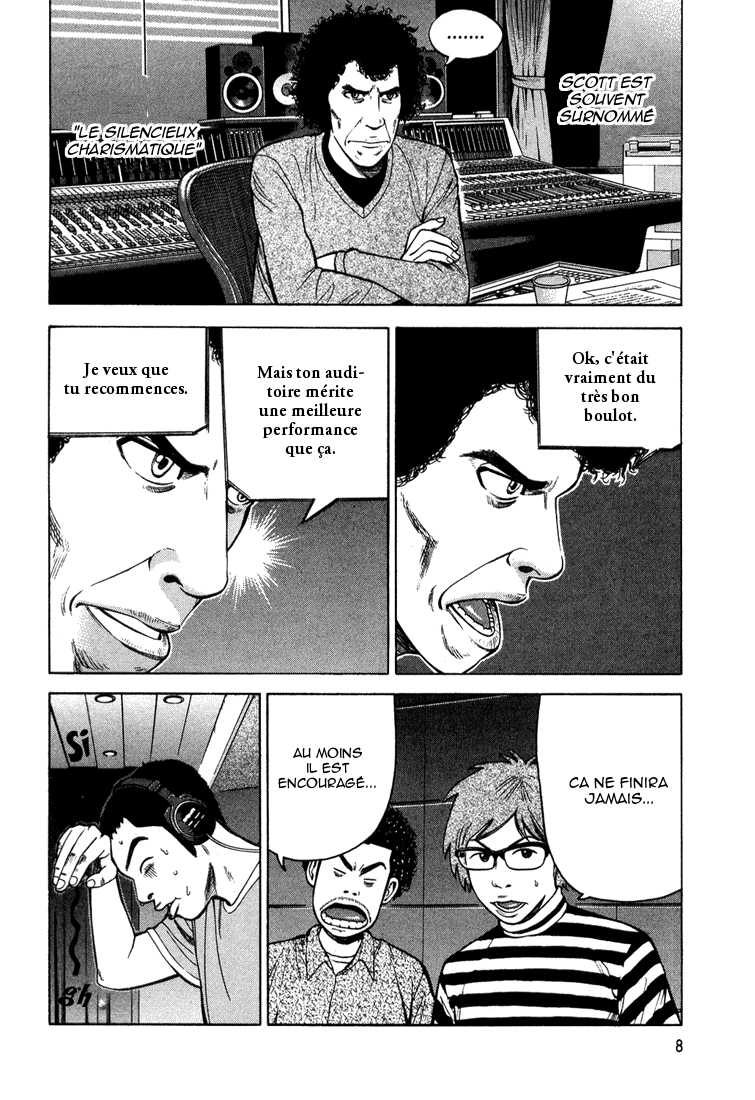 .......
SCOTT EST
SOUVENT
SURNOMMÉ
"LE SILENCIEUX
CHARISMATIQUE"
Ok, c'était
vraiment du
très bon
boulot.
Mais ton audi-
toire mérite
une meilleure
performance
que ça.
Je veux que
tu recommences.
CA NE FINIRA
JAMAIS...
AU MOINS
IL EST
ENCOURAGÉ...
Si
gh
8